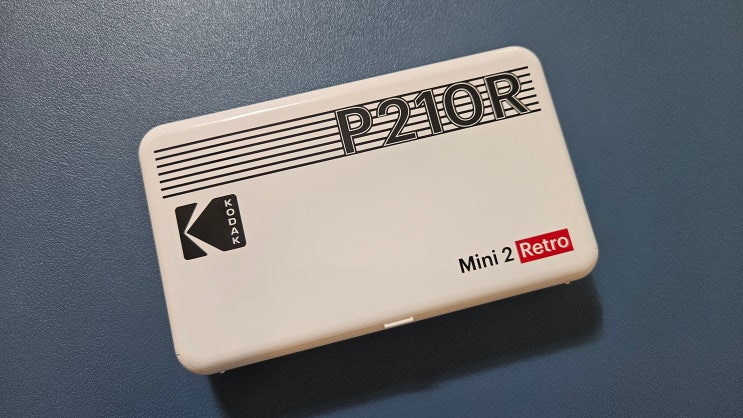 P210R
KODAK
Mini 2 Retro